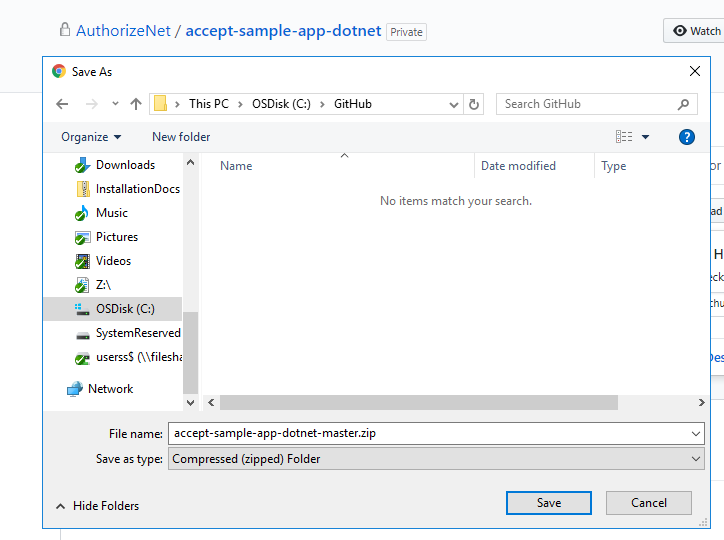 AuthorizeNet / accept-sample-app-dotnet Private
Watch
Save As
This PC > OSDisk (C:) > GitHub
Search GitHub
Organize
New folder
?
Name
Date modified
Type
No items match your search.
Downloads
InstallationDocs
Music
Pictures
Videos
Z:\
OSDisk (C:)
SystemReserved
userss$ (\\filesha
Network
File name: accept-sample-app-dotnet-master.zip
Save as type: Compressed (zipped) Folder
Hide Folders
Save
Cancel